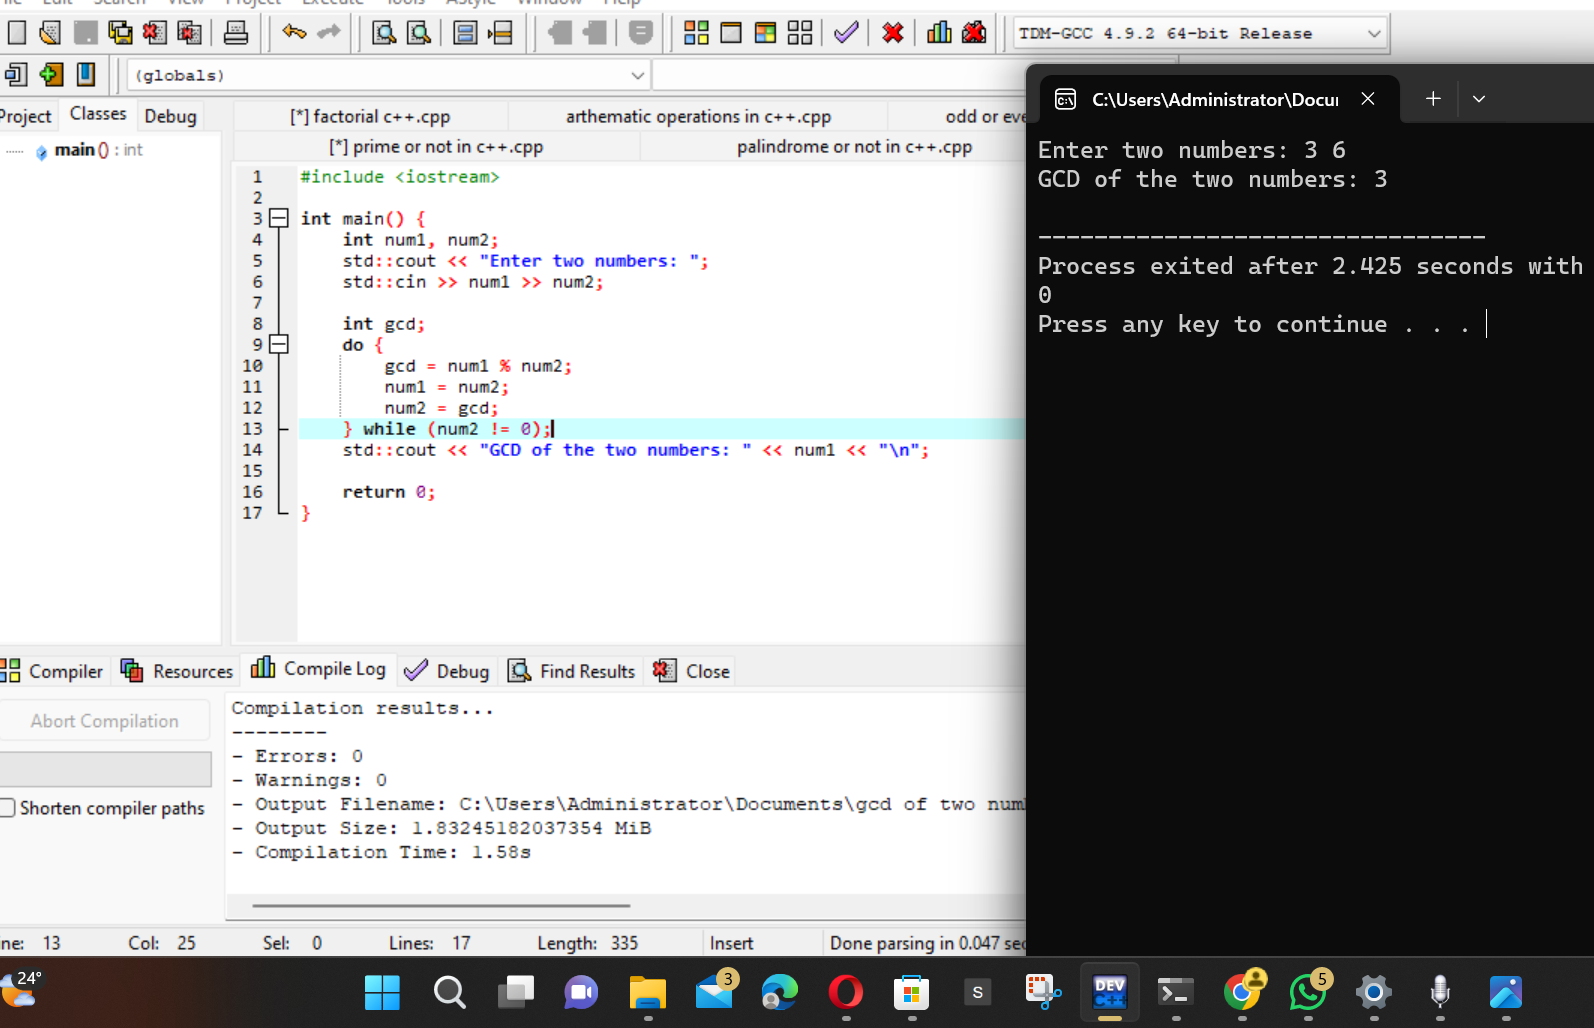 TDM-GCC 4.9.2 64-bit Release
(globals)
Project Classes Debug
main() : int
[*] factorial c++.cpp arthematic operations in c++.cpp odd or eve
[*] prime or not in c++.cpp palindrome or not in c++.cpp
1 #include <iostream>
2
3 int main() {
4 int num1, num2;
5 std::cout << "Enter two numbers: ";
6 std::cin >> num1 >> num2;
7
8 int gcd;
9 do {
10 gcd = num1 % num2;
11 num1 = num2;
12 num2 = gcd;
13 } while (num2 != 0);
14 std::cout << "GCD of the two numbers: " << num1 << "\n";
15
16 return 0;
17 }
C:\Users\Administrator\Docu
Enter two numbers: 3 6
GCD of the two numbers: 3
--------------------------------
Process exited after 2.425 seconds with
0
Press any key to continue . . .
Compiler Resources Compile Log Debug Find Results Close
Abort Compilation
Shorten compiler paths
Compilation results...
--------
- Errors: 0
- Warnings: 0
- Output Filename: C:\Users\Administrator\Documents\gcd of two num
- Output Size: 1.83245182037354 MiB
- Compilation Time: 1.58s
ine: 13 Col: 25 Sel: 0 Lines: 17 Length: 335 Insert Done parsing in 0.047 sec
24°
3
S
DEV
C++
5